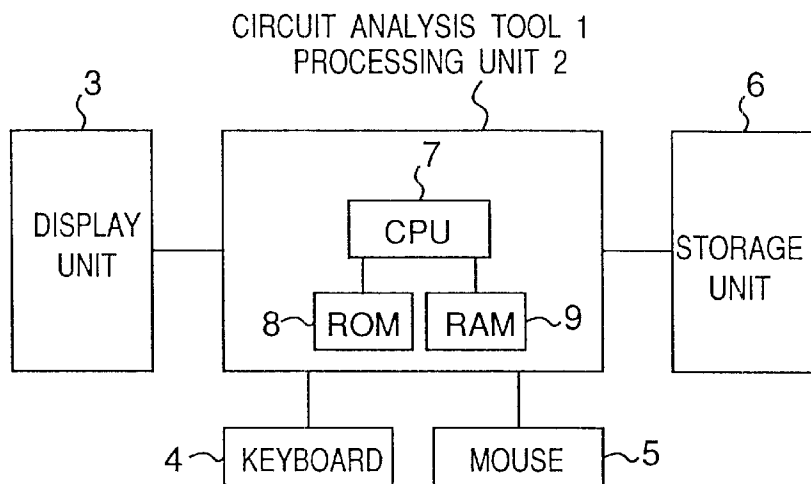 CIRCUIT ANALYSIS TOOL 1
PROCESSING UNIT 2
3
6
7
DISPLAY
UNIT
CPU
STORAGE
UNIT
8
ROM
RAM
9
4
KEYBOARD
MOUSE
5